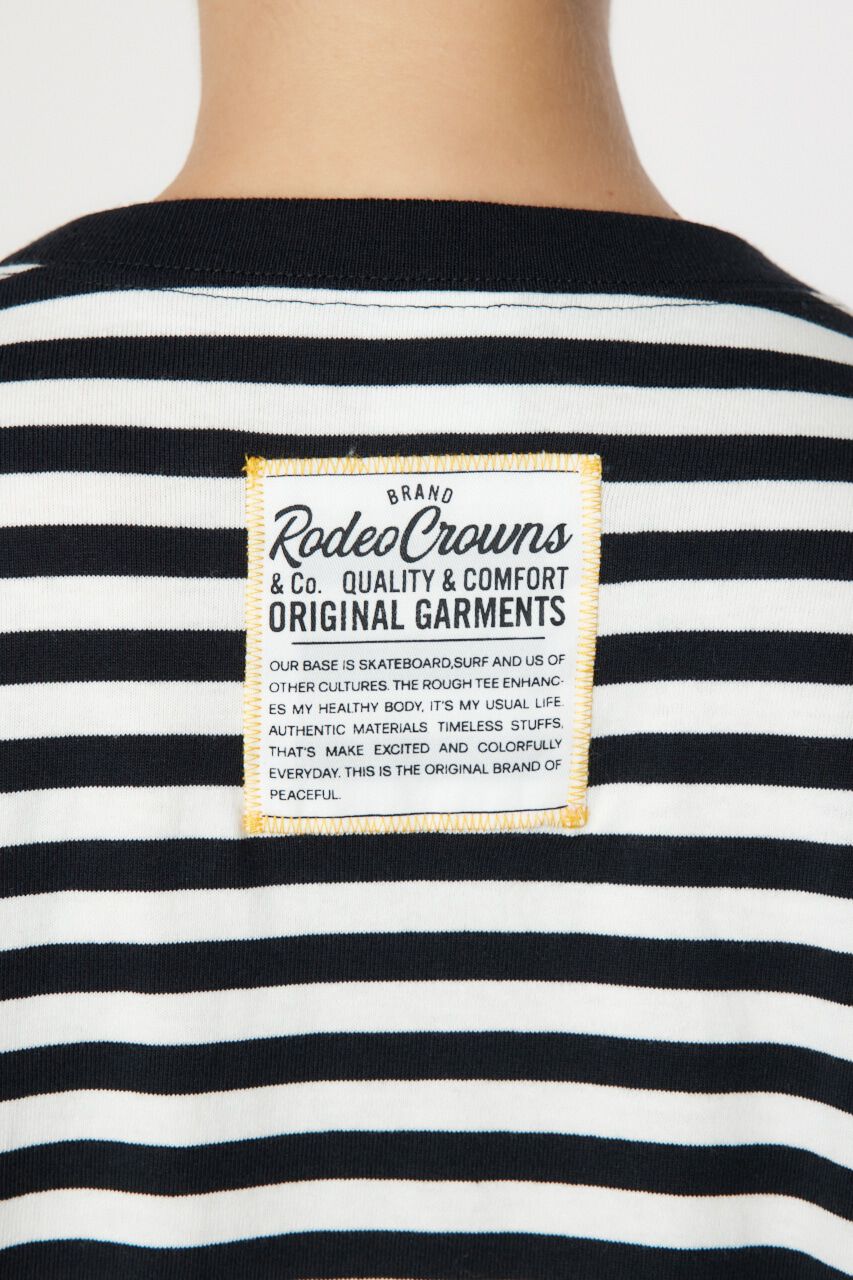 BRAND
Rodeo Crowns
& Co. QUALITY & COMFORT
ORIGINAL GARMENTS
OUR BASE IS SKATEBOARD,SURF AND US OF
OTHER CULTURES. THE ROUGH TEE ENHANC-
ES MY HEALTHY BODY, IT'S MY USUAL LIFE.
AUTHENTIC MATERIALS TIMELESS STUFFS,
THAT'S MAKE EXCITED AND COLORFULLY
EVERYDAY. THIS IS THE ORIGINAL BRAND OF
PEACEFUL.